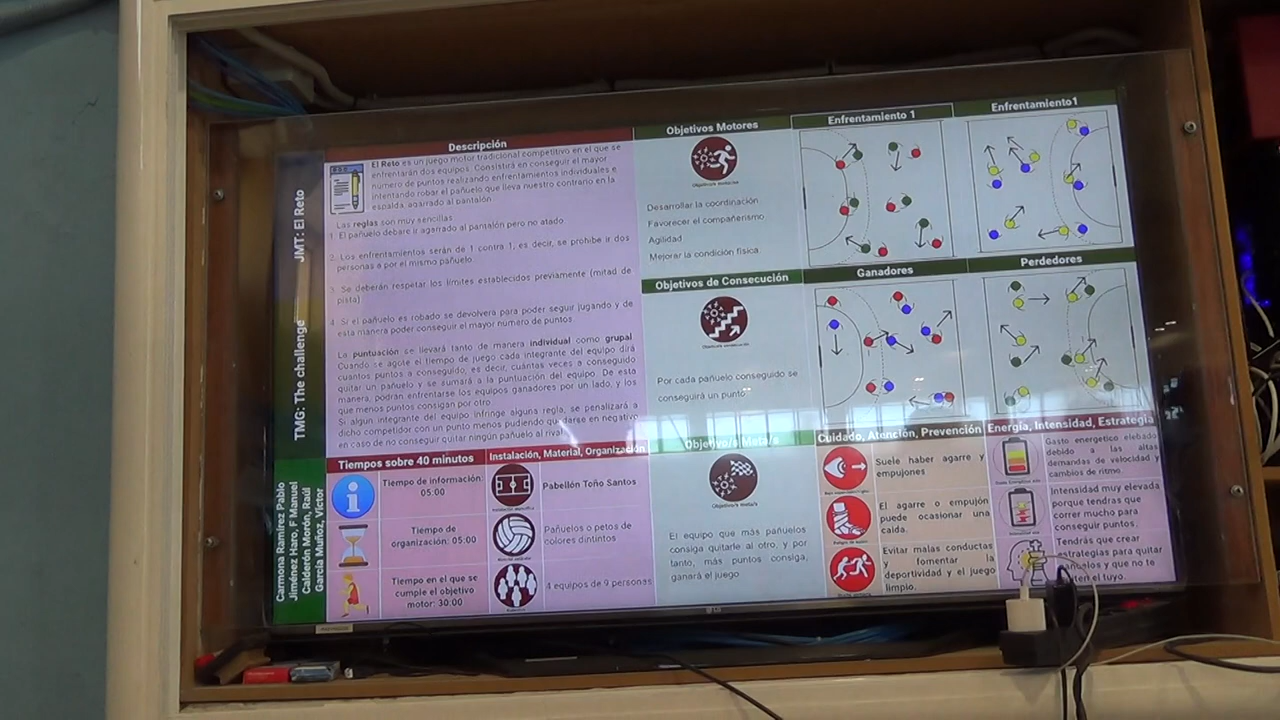 JMT: El Reto
TMG: The challenge
Carmona Ramírez Pablo
Jiménez Haro, F Manuel
Calderón Morón, Raúl
García Muñoz, Víctor
Descripción
El Reto es un juego motor tradicional competitivo en el que se
enfrentarán dos equipos. Consistirá en conseguir el mayor
número de puntos realizando enfrentamientos individuales e
intentando robar el pañuelo que lleva nuestro contrario en la
espalda, agarrado al pantalón.
Las reglas son muy sencillas
1. El pañuelo debare ir agarrado al pantalón pero no atado
2. Los enfrentamientos serán de 1 contra 1, es decir, se prohíbe ir dos
personas a por el mismo pañuelo.
3. Se deberán respetar los límites establecidos previamente (mitad de
pista)
4. Si el pañuelo es robado se devolverá para poder seguir jugando y de
esta manera poder conseguir el mayor número de puntos.
La puntuación se llevará tanto de manera individual como grupal
Cuando se agote el tiempo de juego cada integrante del equipo dirá
cuantos puntos a conseguido, es decir, cuántas veces a conseguido
quitar un pañuelo y se sumará a la puntuación del equipo. De esta
manera, podrán enfrentarse los equipos ganadores por un lado, y los
que menos puntos consigan por otro.
Si algún integrante del equipo infringe alguna regla, se penalizará a
dicho competidor con un punto menos pudiendo quedarse en negativo
en caso de no conseguir quitar ningún pañuelo al rival.
Objetivos Motores
Desarrollar la coordinación
Favorecer el compañerismo
Agilidad
Mejorar la condición física.
Objetivos de Consecución
Por cada pañuelo conseguido se
conseguirá un punto
Enfrentamiento 1
Enfrentamiento1
Ganadores
Perdedores
Tiempos sobre 40 minutos
Tiempo de información:
05:00
Tiempo de
organización: 05:00
Tiempo en el que se
cumple el objetivo
motor: 30:00
Instalación, Material, Organización
Pabellón Toño Santos
Pañuelos o petos de
colores dintintos
4 equipos de 9 personas
Objetivo/s Meta/s
El equipo que más pañuelos
consiga quitarle al otro, y por
tanto, más puntos consiga,
ganará el juego
Cuidado, Atención, Prevención
Suele haber agarre y
empujones
El agarre o empujón
puede ocasionar una
caída.
Evitar malas conductas
y fomentar la
deportividad y el juego
limpio.
Energía, Intensidad, Estrategia
Gasto energetico elebado
debido a las altas
demandas de velocidad y
cambios de ritmo.
Intensidad muy elevada
porque tendras que
correr mucho para
conseguir puntos.
Tendrás que crear
estrategias para quitar
y que no te
el tuyo.
LG